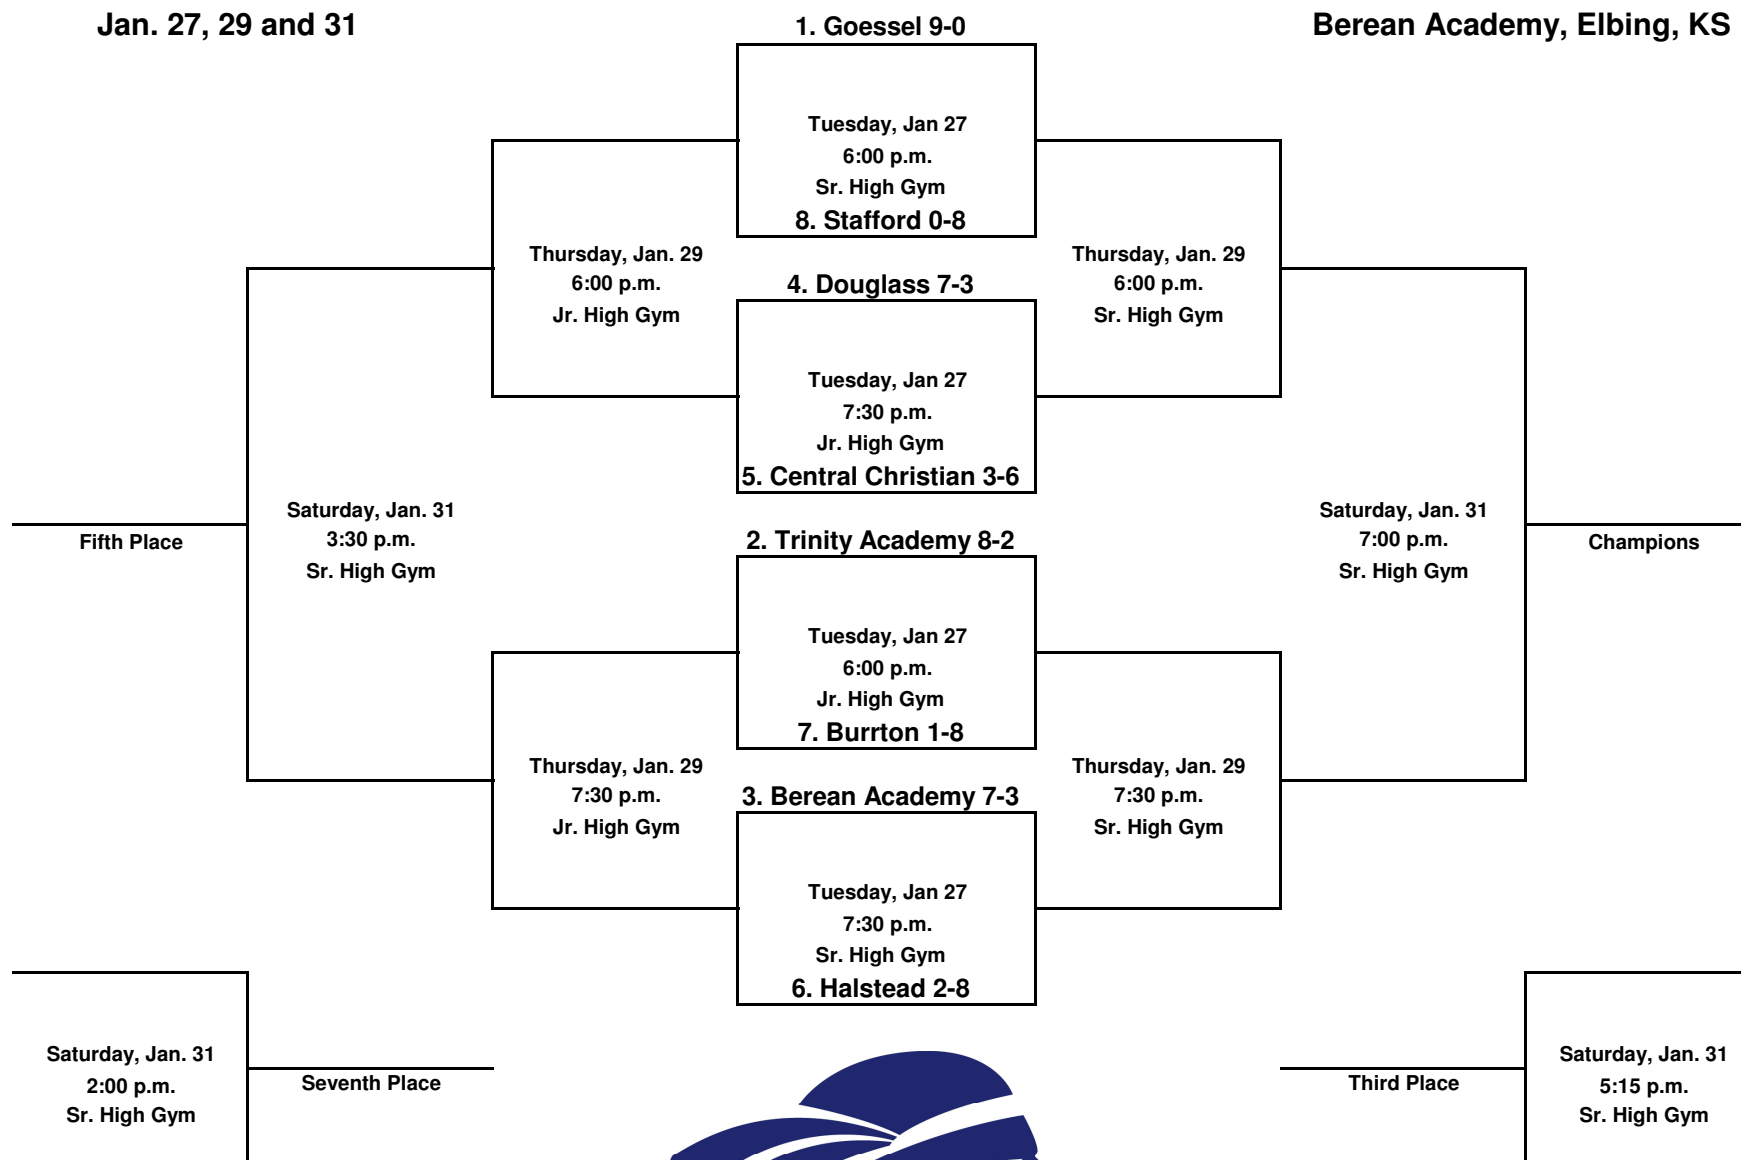 Jan. 27, 29 and 31
1. Goessel 9-0
Berean Academy, Elbing, KS
Tuesday, Jan 27
6:00 p.m.
Sr. High Gym
8. Stafford 0-8
Thursday, Jan. 29
6:00 p.m.
Jr. High Gym
Thursday, Jan. 29
6:00 p.m.
Sr. High Gym
4. Douglass 7-3
Tuesday, Jan 27
7:30 p.m.
Jr. High Gym
5. Central Christian 3-6
Saturday, Jan. 31
3:30 p.m.
Sr. High Gym
Fifth Place
Saturday, Jan. 31
7:00 p.m.
Sr. High Gym
Champions
2. Trinity Academy 8-2
Tuesday, Jan 27
6:00 p.m.
Jr. High Gym
7. Burrton 1-8
Thursday, Jan. 29
7:30 p.m.
Jr. High Gym
Thursday, Jan. 29
7:30 p.m.
Sr. High Gym
3. Berean Academy 7-3
Tuesday, Jan 27
7:30 p.m.
Sr. High Gym
6. Halstead 2-8
Saturday, Jan. 31
2:00 p.m.
Sr. High Gym
Seventh Place
Third Place
Saturday, Jan. 31
5:15 p.m.
Sr. High Gym